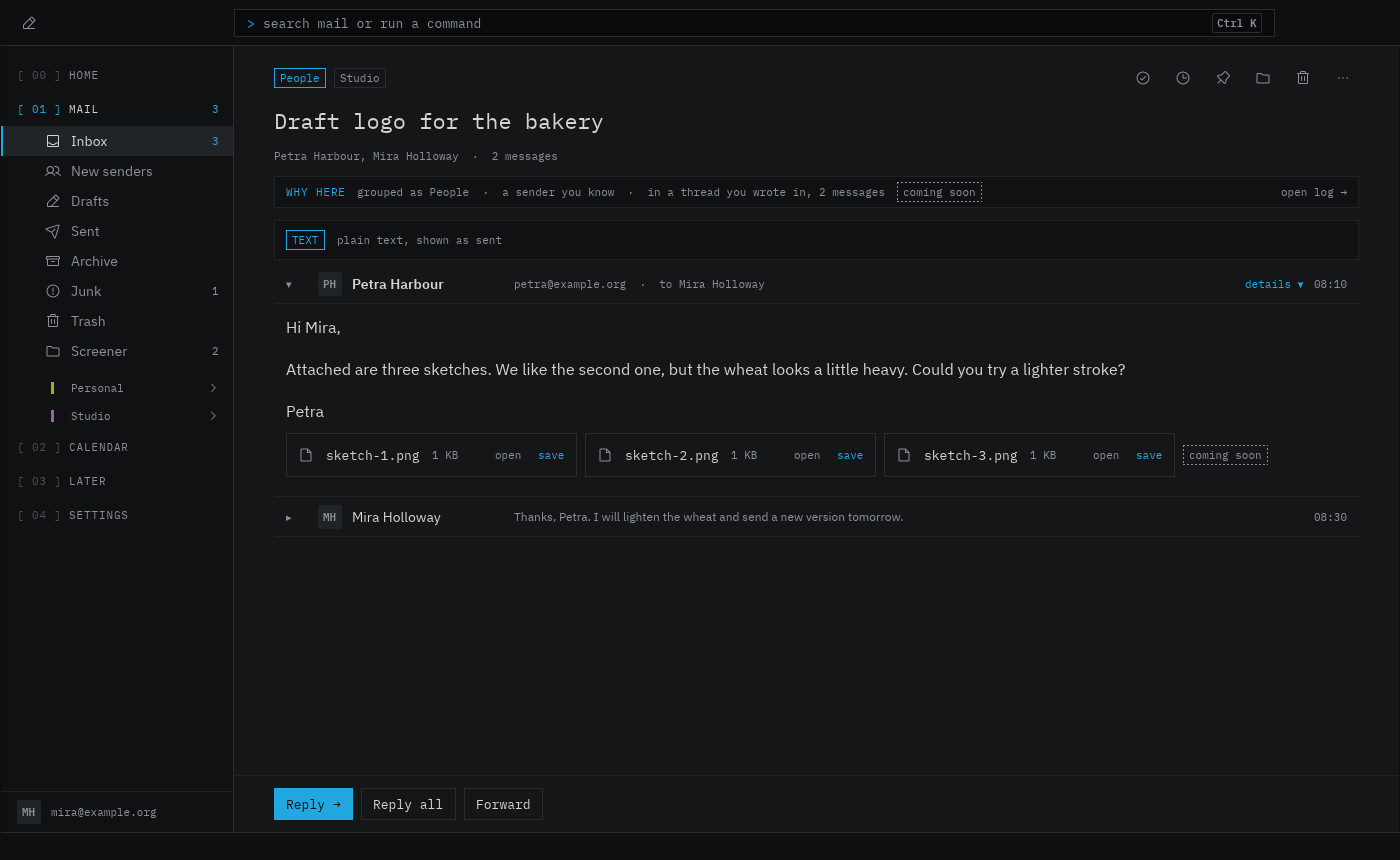 > search mail or run a command Ctrl K
[ 00 ] HOME
[ 01 ] MAIL 3
Inbox 3
New senders
Drafts
Sent
Archive
Junk 1
Trash
Screener 2
Personal
Studio
[ 02 ] CALENDAR
[ 03 ] LATER
[ 04 ] SETTINGS
MH mira@example.org
People Studio
Draft logo for the bakery
Petra Harbour, Mira Holloway · 2 messages
WHY HERE grouped as People · a sender you know · in a thread you wrote in, 2 messages coming soon open log →
TEXT plain text, shown as sent
▾ PH Petra Harbour petra@example.org · to Mira Holloway details ▾ 08:10
Hi Mira,
Attached are three sketches. We like the second one, but the wheat looks a little heavy. Could you try a lighter stroke?
Petra
sketch-1.png 1 KB open save sketch-2.png 1 KB open save sketch-3.png 1 KB open save coming soon
▸ MH Mira Holloway Thanks, Petra. I will lighten the wheat and send a new version tomorrow. 08:30
Reply → Reply all Forward